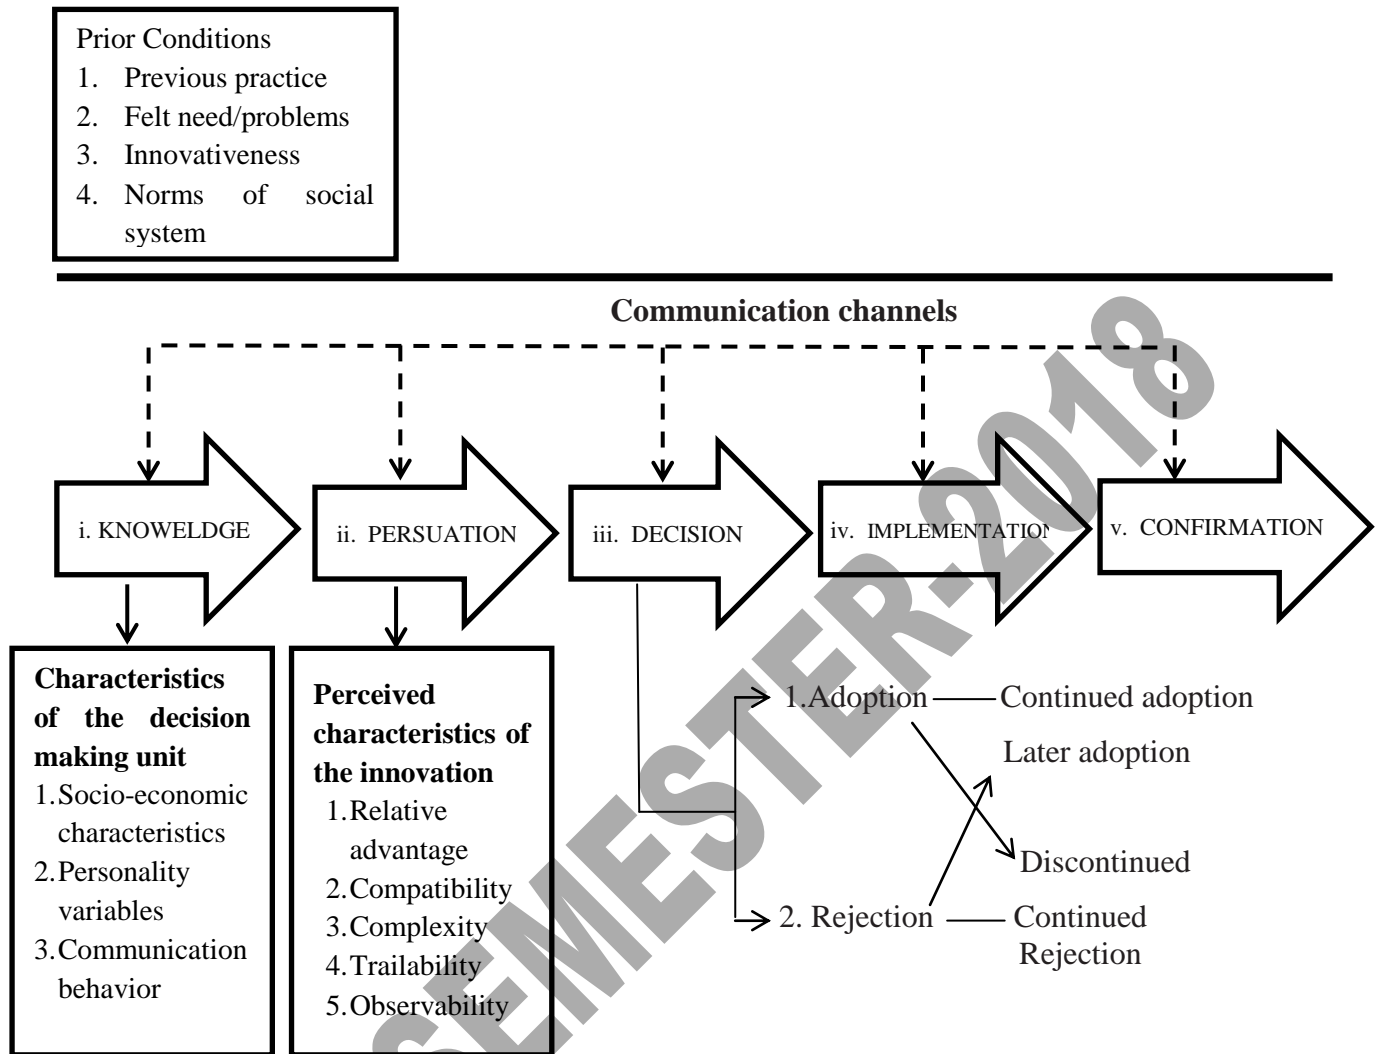 Prior Conditions
1. Previous practice
2. Felt need/problems
3. Innovativeness
4. Norms of social
system
Communication channels
i. KNOWELDGE
ii. PERSUATION
iii. DECISION
iv. IMPLEMENTATION
v. CONFIRMATION
Characteristics
of the decision
making unit
1. Socio-economic
characteristics
2. Personality
variables
3. Communication
behavior
Perceived
characteristics of
the innovation
1. Relative
advantage
2. Compatibility
3. Complexity
4. Trailability
5. Observability
1. Adoption
Continued adoption
Later adoption
Discontinued
2. Rejection
Continued
Rejection
SEMESTER-2018